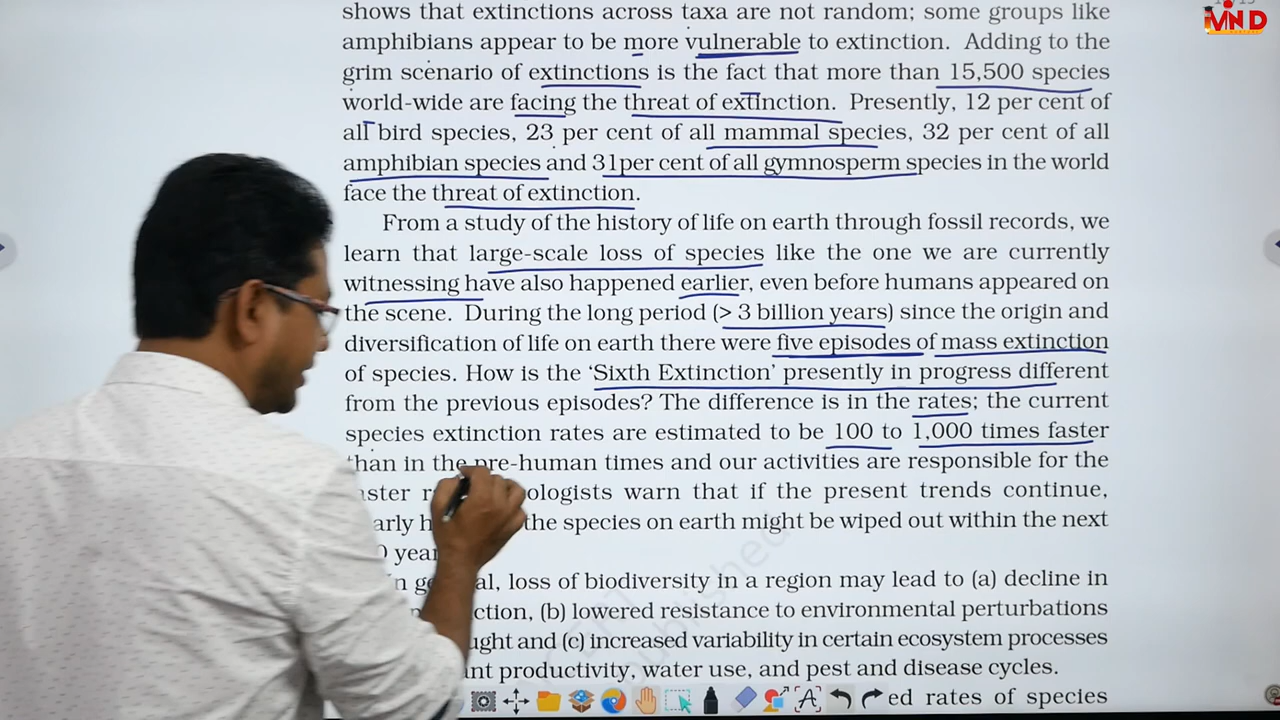 shows that extinctions across taxa are not random; some groups like
amphibians appear to be more vulnerable to extinction. Adding to the
grim scenario of extinctions is the fact that more than 15,500 species
world-wide are facing the threat of extinction. Presently, 12 per cent of
all bird species, 23 per cent of all mammal species, 32 per cent of all
amphibian species and 31per cent of all gymnosperm species in the world
face the threat of extinction.
From a study of the history of life on earth through fossil records, we
learn that large-scale loss of species like the one we are currently
witnessing have also happened earlier, even before humans appeared on
the scene. During the long period (> 3 billion years) since the origin and
diversification of life on earth there were five episodes of mass extinction
of species. How is the ‘Sixth Extinction’ presently in progress different
from the previous episodes? The difference is in the rates; the current
species extinction rates are estimated to be 100 to 1,000 times faster
than in the pre-human times and our activities are responsible for the
ologists warn that if the present trends continue,
the species on earth might be wiped out within the next
loss of biodiversity in a region may lead to (a) decline in
ction, (b) lowered resistance to environmental perturbations
ught and (c) increased variability in certain ecosystem processes
productivity, water use, and pest and disease cycles.
ed rates of species